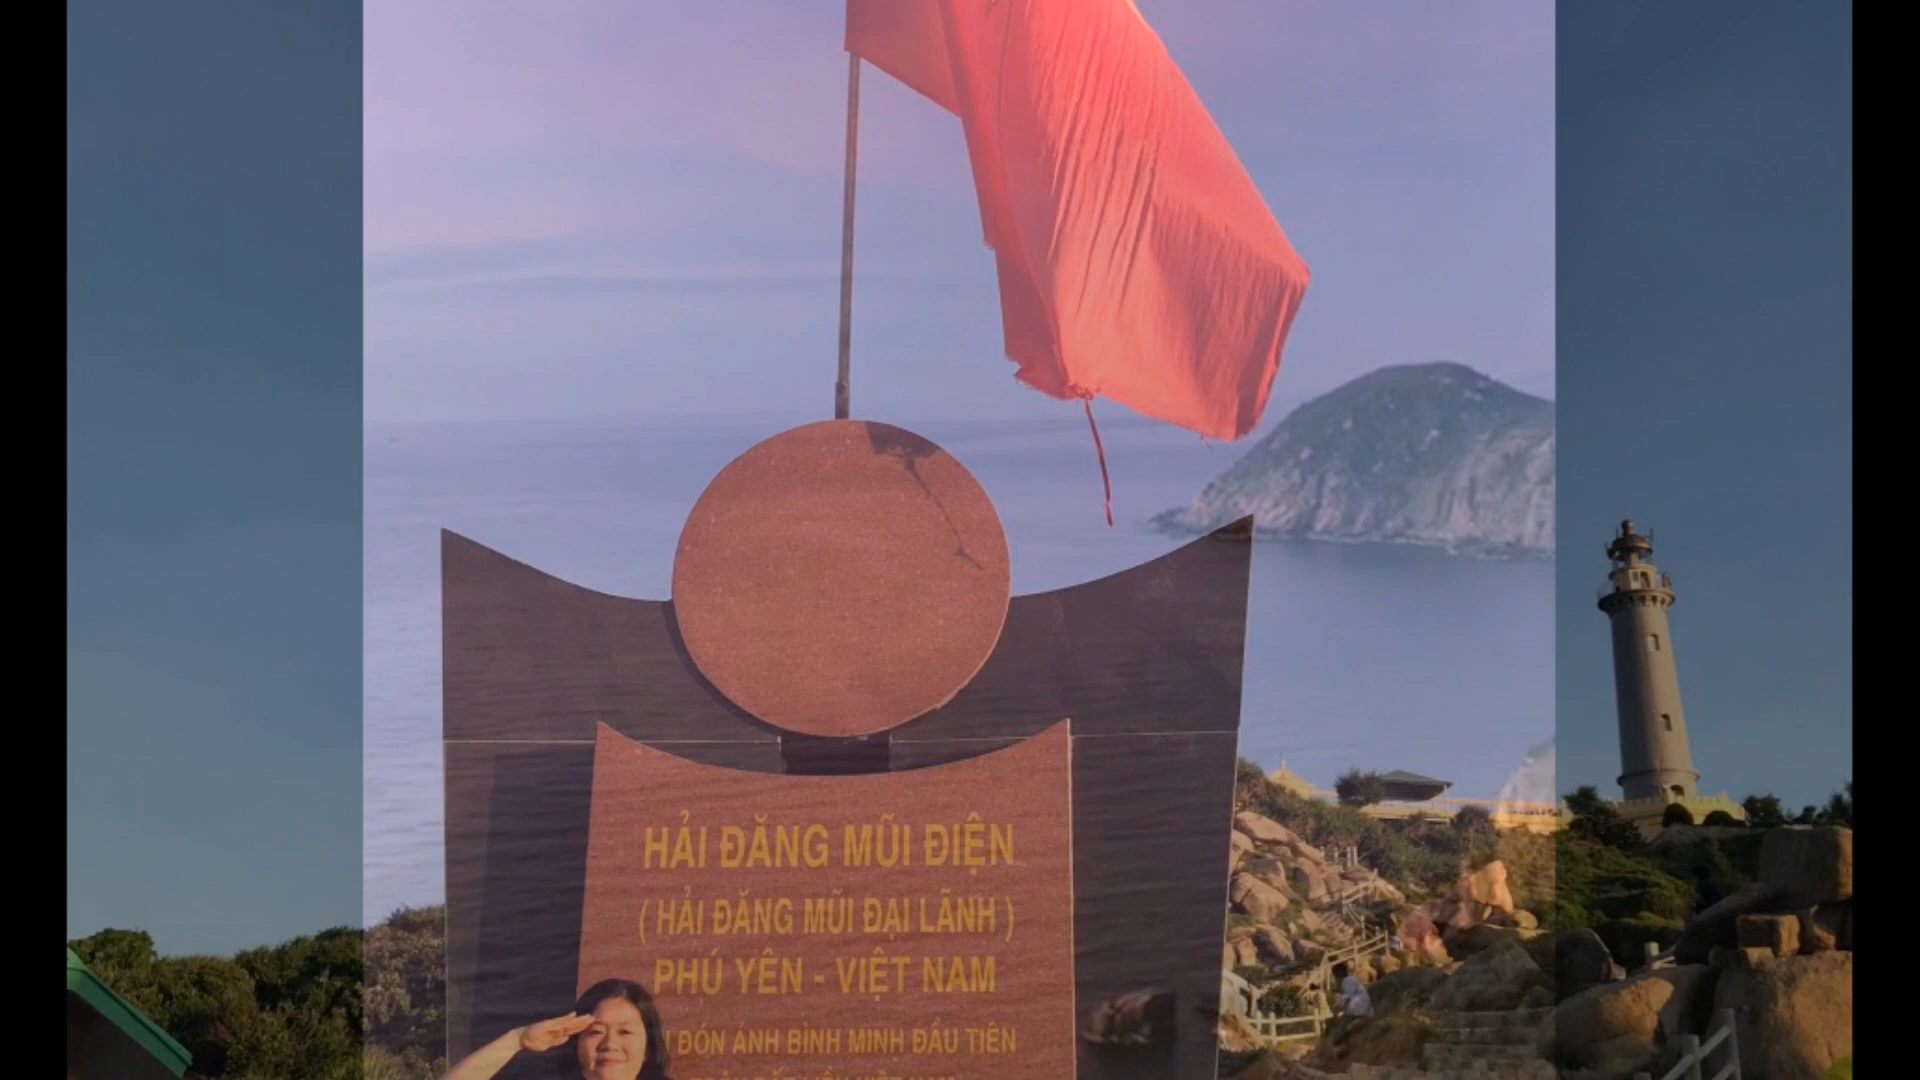 HẢI ĐĂNG MŨI ĐIỆN
( HẢI ĐĂNG MŨI ĐẠI LÃNH )
PHÚ YÊN - VIỆT NAM
ĐÓN ÁNH BÌNH MINH ĐẦU TIÊN